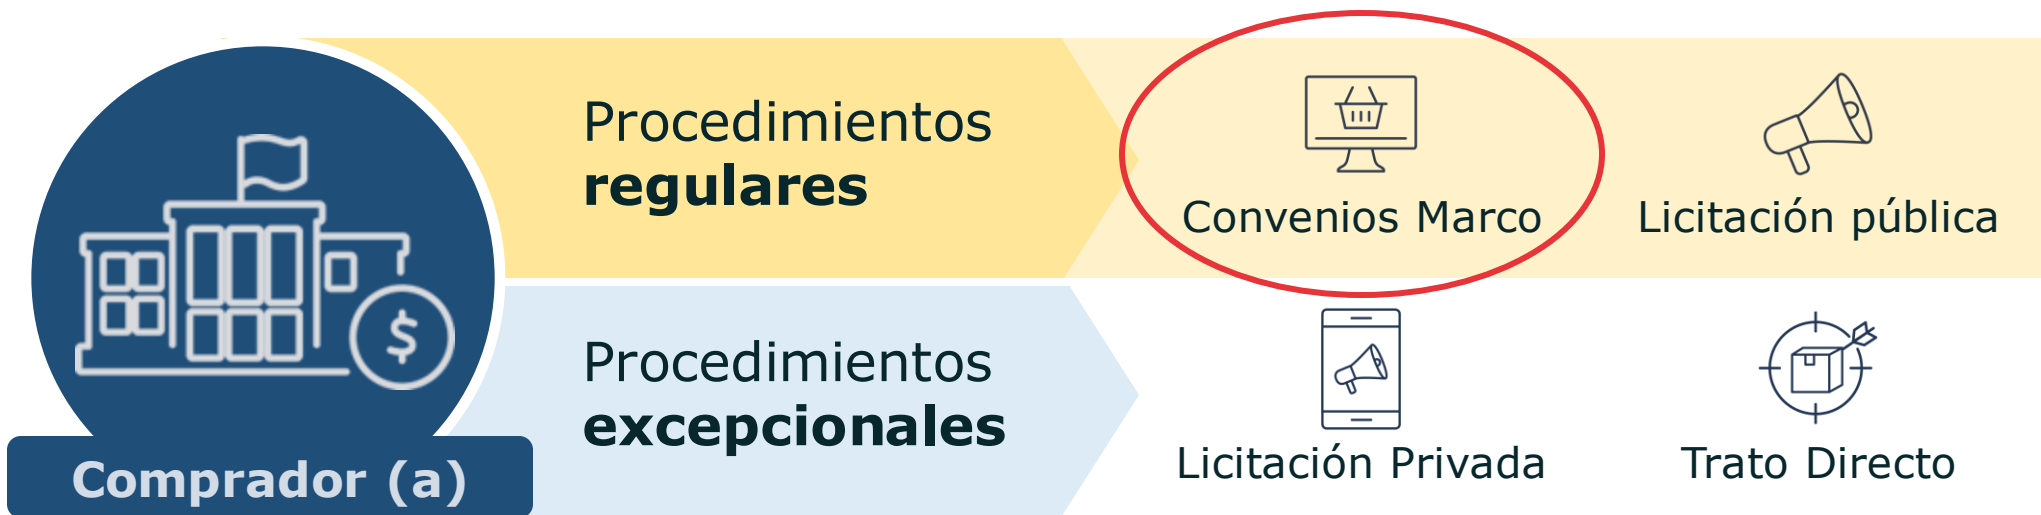 Procedimientos
regulares
Convenios Marco
Licitación pública
Procedimientos
excepcionales
Licitación Privada
Trato Directo
$
Comprador (a)